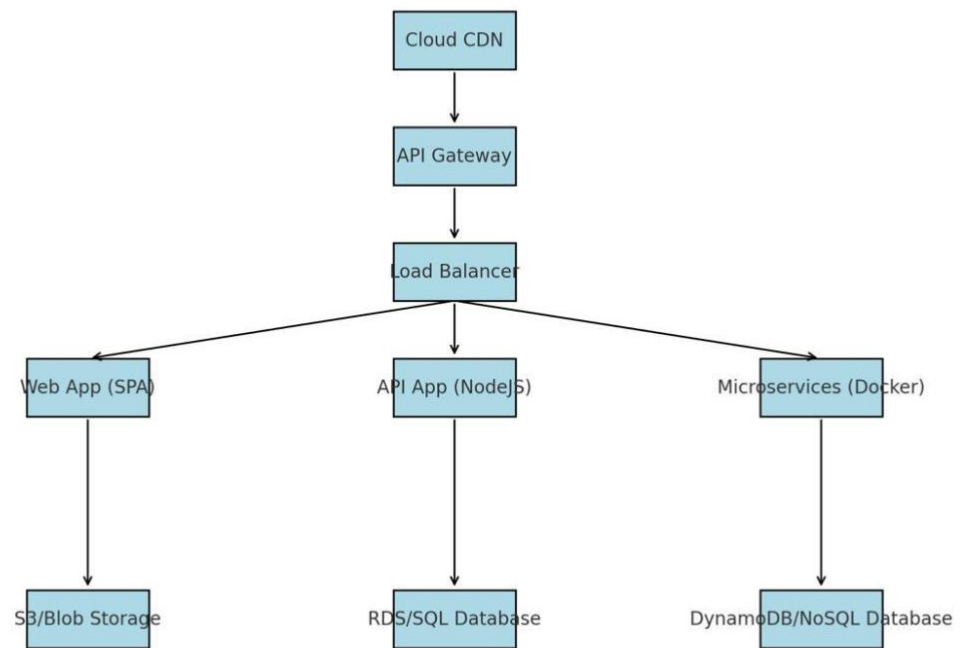 Cloud CDN
API Gateway
Load Balancer
Web App (SPA)
API App (NodeJS)
Microservices (Docker)
S3/Blob Storage
RDS/SQL Database
DynamoDB/NoSQL Database